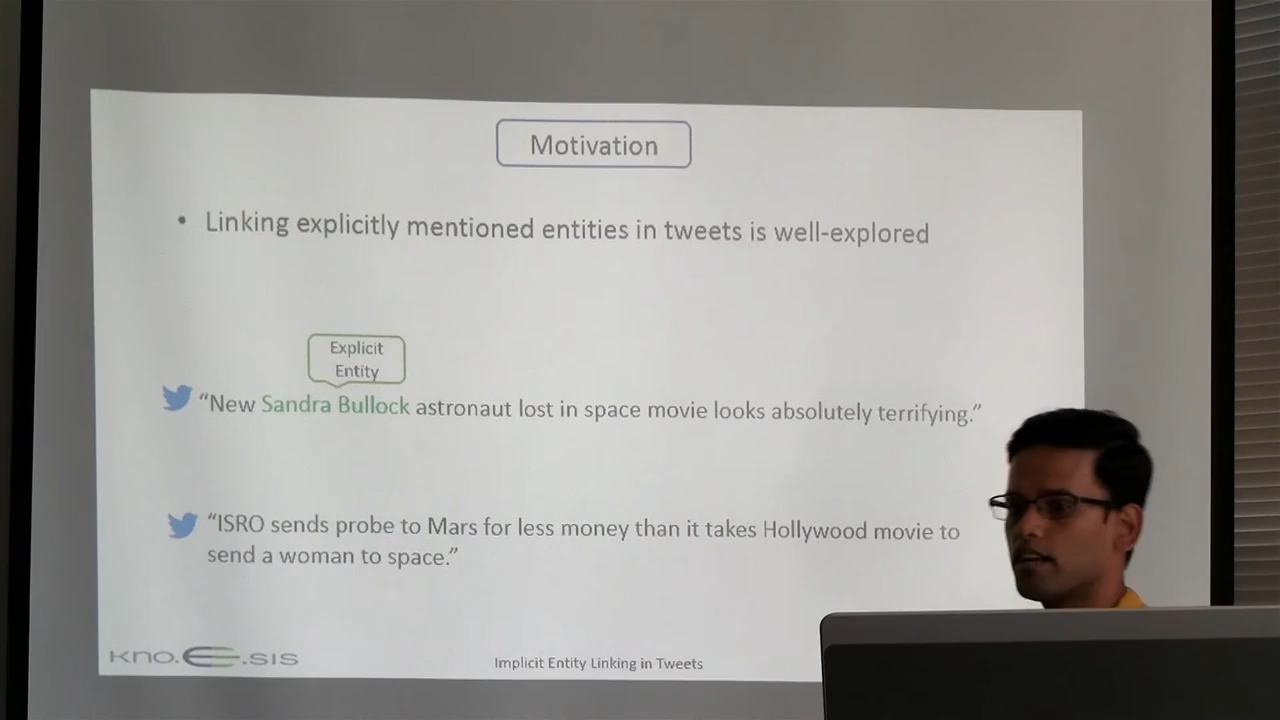 Motivation
• Linking explicitly mentioned entities in tweets is well-explored
Explicit
Entity
“New Sandra Bullock astronaut lost in space movie looks absolutely terrifying.”
“ISRO sends probe to Mars for less money than it takes Hollywood movie to
send a woman to space.”
kno.e.sis
Implicit Entity Linking in Tweets